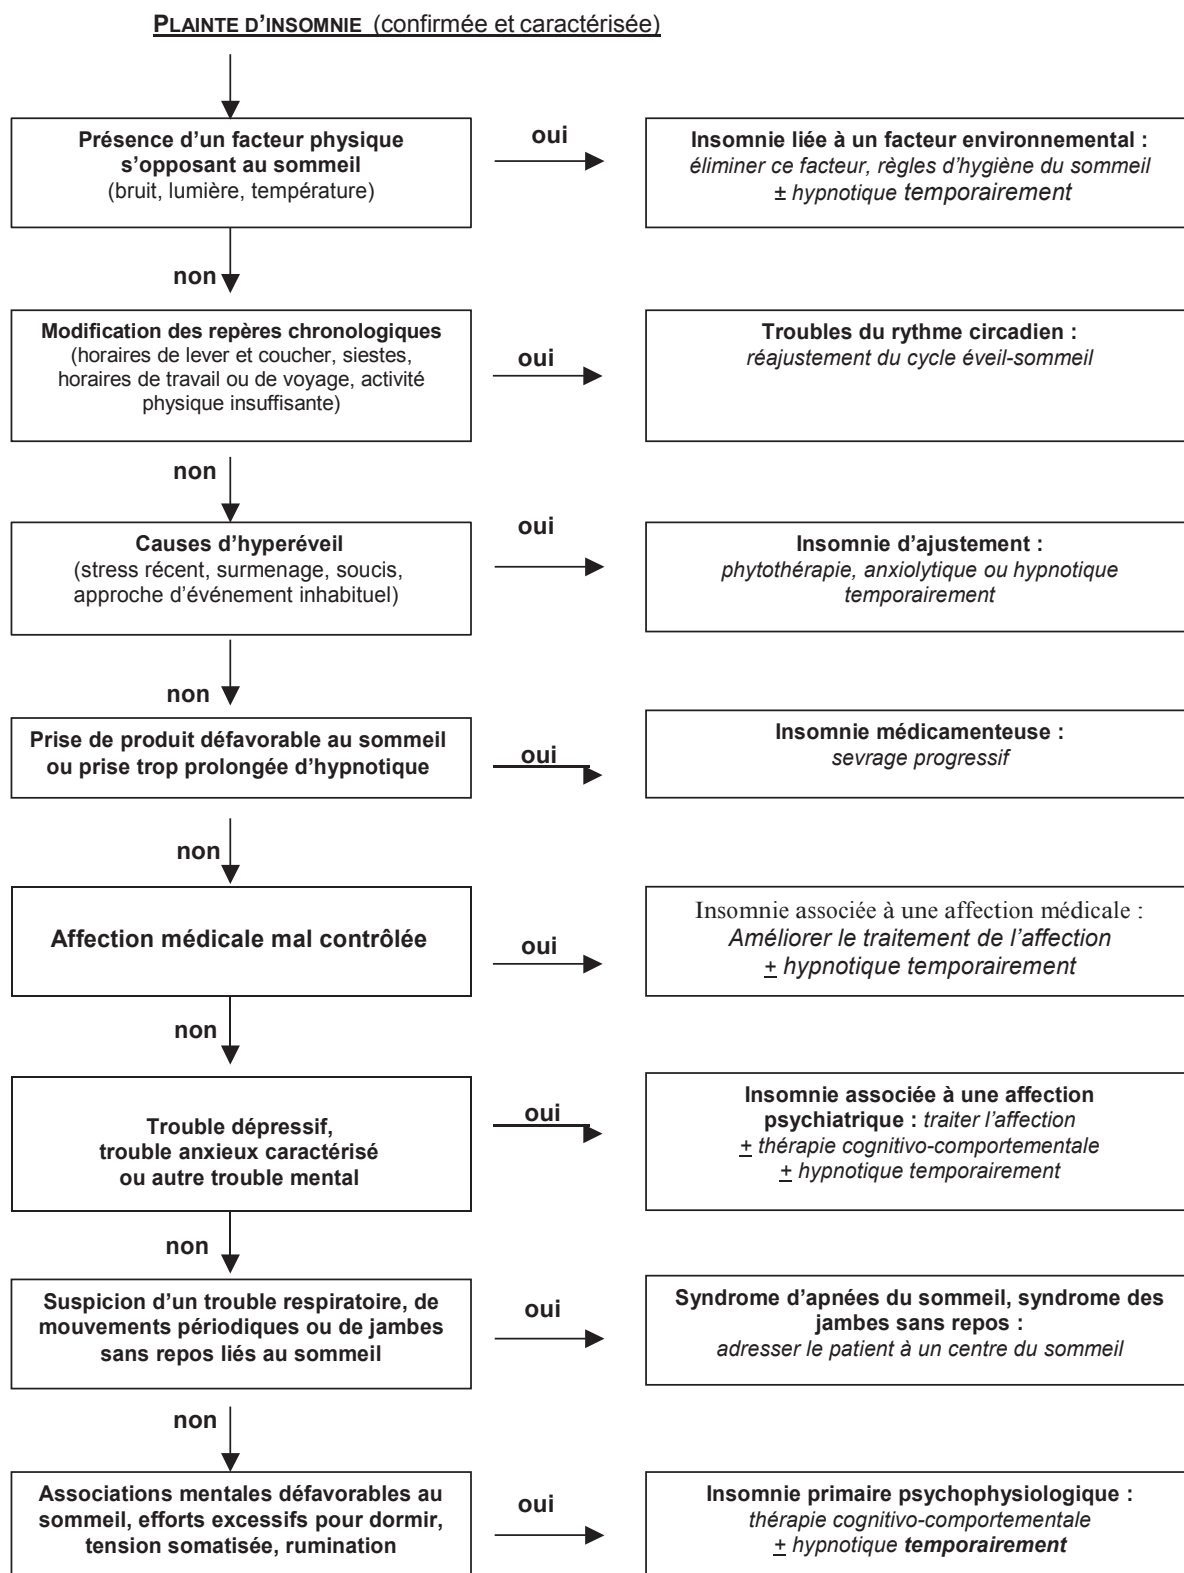 PLAINTE D'INSOMNIE (confirmée et caractérisée)
Présence d'un facteur physique
s'opposant au sommeil
(bruit, lumière, température)
oui
Insomnie liée à un facteur environnemental :
éliminer ce facteur, règles d'hygiène du sommeil
± hypnotique temporairement
non
Modification des repères chronologiques
(horaires de lever et coucher, siestes,
horaires de travail ou de voyage, activité
physique insuffisante)
oui
Troubles du rythme circadien :
réajustement du cycle éveil-sommeil
non
Causes d'hyperéveil
(stress récent, surmenage, soucis,
approche d'événement inhabituel)
oui
Insomnie d'ajustement :
phytothérapie, anxiolytique ou hypnotique
temporairement
non
Prise de produit défavorable au sommeil
ou prise trop prolongée d'hypnotique
oui
Insomnie médicamenteuse :
sevrage progressif
non
Affection médicale mal contrôlée
oui
Insomnie associée à une affection médicale :
Améliorer le traitement de l'affection
± hypnotique temporairement
non
Trouble dépressif,
trouble anxieux caractérisé
ou autre trouble mental
oui
Insomnie associée à une affection
psychiatrique : traiter l'affection
± thérapie cognitivo-comportementale
± hypnotique temporairement
non
Suspicion d'un trouble respiratoire, de
mouvements périodiques ou de jambes
sans repos liés au sommeil
oui
Syndrome d'apnées du sommeil, syndrome des
jambes sans repos :
adresser le patient à un centre du sommeil
non
Associations mentales défavorables au
sommeil, efforts excessifs pour dormir,
tension somatisée, rumination
oui
Insomnie primaire psychophysiologique :
thérapie cognitivo-comportementale
± hypnotique temporairement